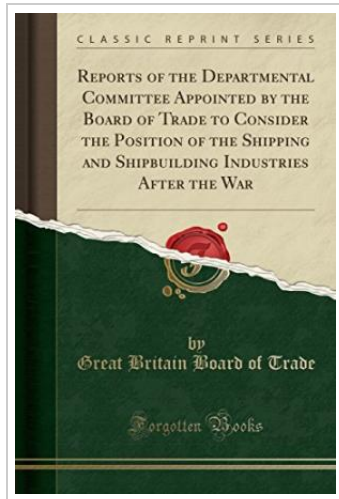 CLASSIC REPRINT SERIES
REPORTS OF THE DEPARTMENTAL
COMMITTEE APPOINTED BY THE
BOARD OF TRADE TO CONSIDER
THE POSITION OF THE SHIPPING
AND SHIPBUILDING INDUSTRIES
AFTER THE WAR
by
Great Britain Board of Trade
Forgotten Books